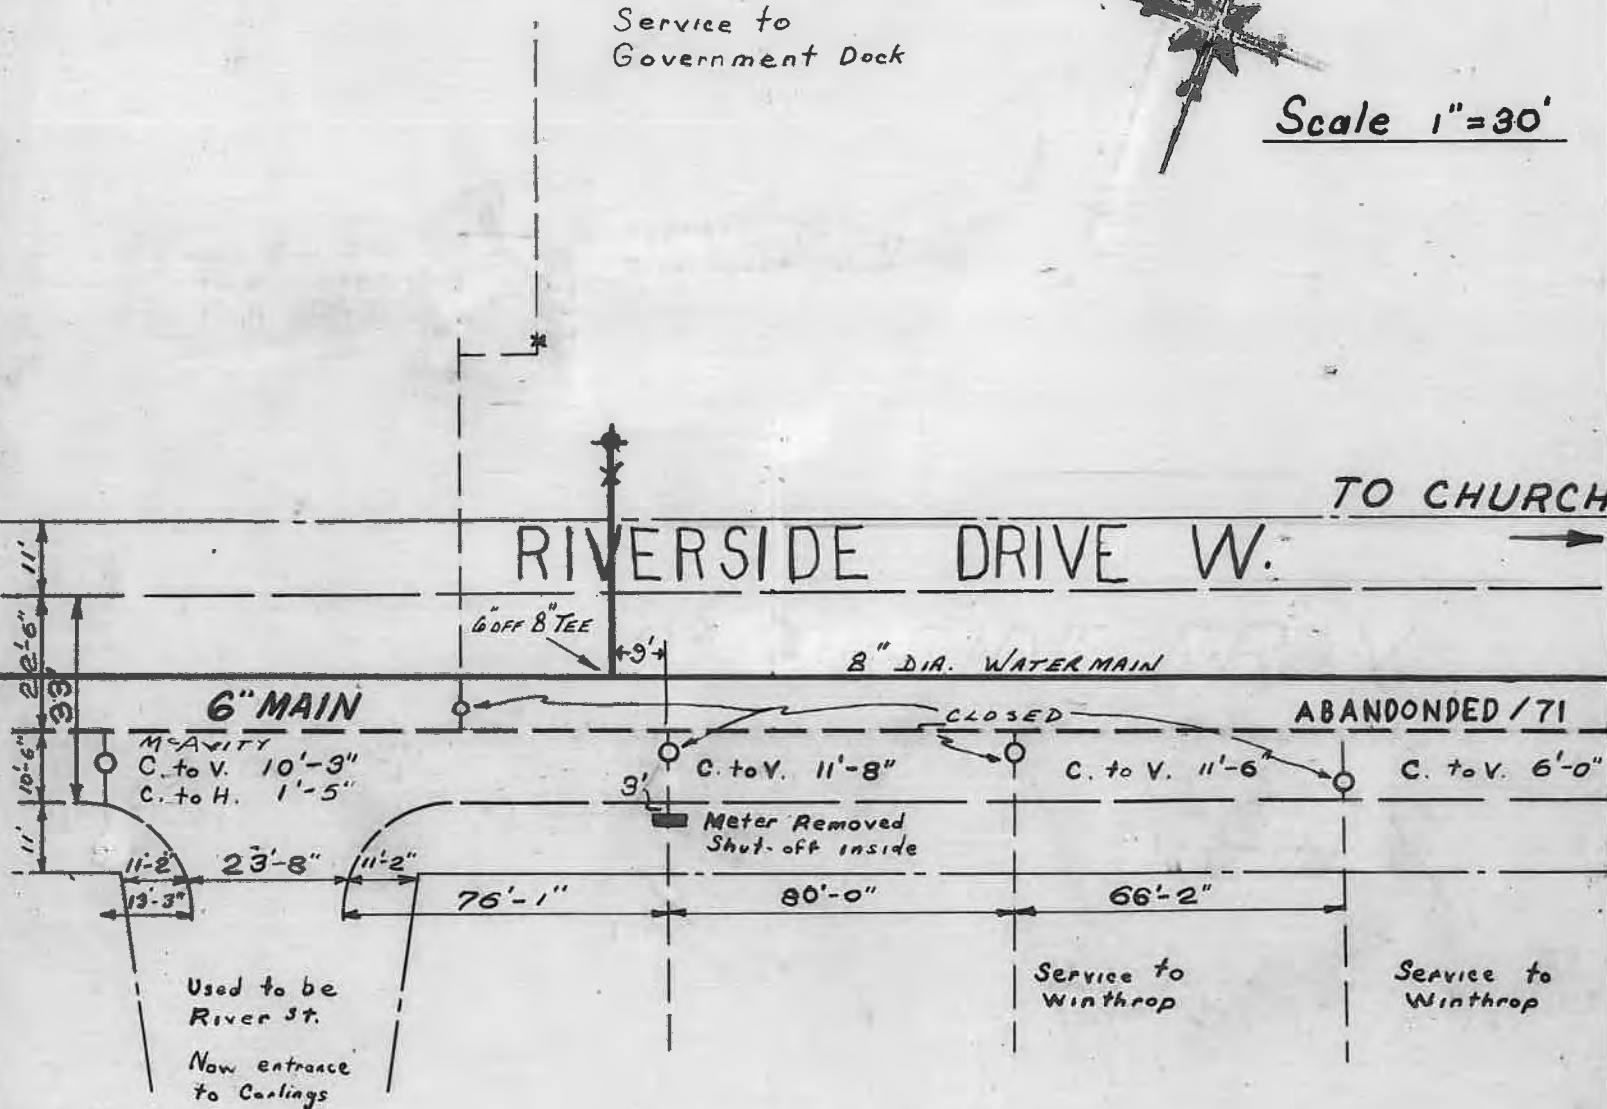 Service to
Government Dock
Scale 1"=30'
TO CHURCH
RIVERSIDE DRIVE W.
11'
22'-6"
33'
10'-6"
11'
6" OFF 8" TEE
9'
8" DIA. WATERMAIN
6" MAIN
CLOSED
ABANDONDED /71
McAVITY
C. to V. 10'-3"
C. to H. 1'-5"
C. to V. 11'-8"
C. to V. 11'-6"
C. to V. 6'-0"
3'
Meter Removed
Shut-off inside
11'-2"
23'-8"
11'-2"
13'-3"
76'-1"
80'-0"
66'-2"
Used to be
River St.
Now entrance
to Carlings
Service to
Winthrop
Service to
Winthrop